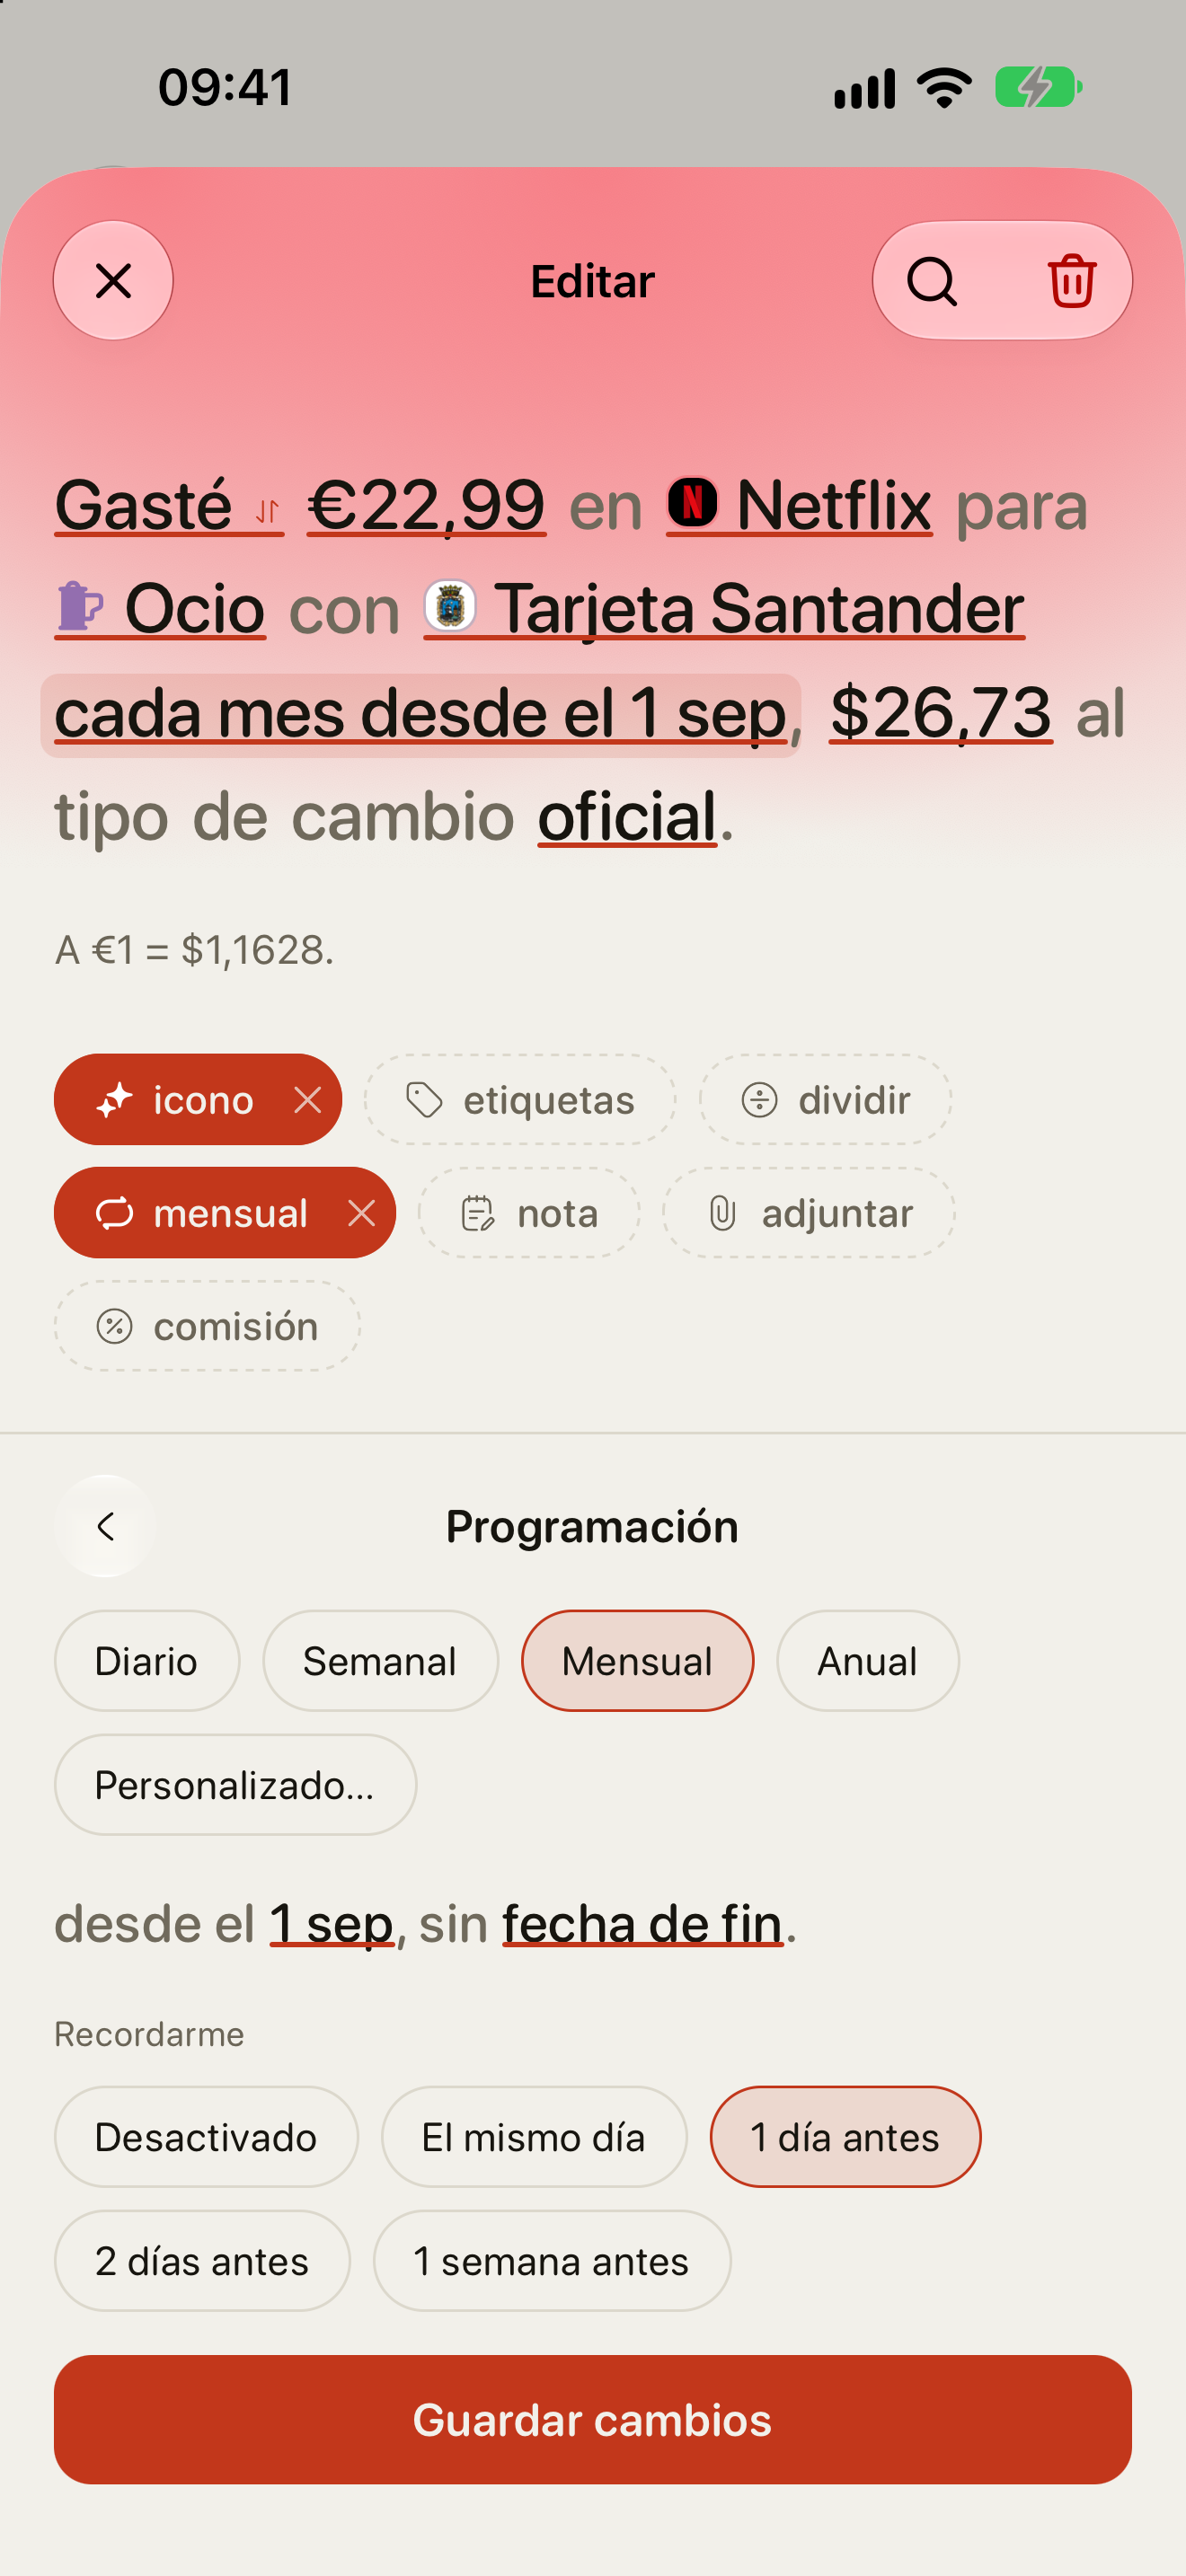 09:41
Editar
Gasté €22,99 en Netflix para
Ocio con Tarjeta Santander
cada mes desde el 1 sep, $26,73 al
tipo de cambio oficial.
A €1 = $1,1628.
icono etiquetas dividir
mensual nota adjuntar
comisión
Programación
Diario Semanal Mensual Anual
Personalizado...
desde el 1 sep, sin fecha de fin.
Recordarme
Desactivado El mismo día 1 día antes
2 días antes 1 semana antes
Guardar cambios